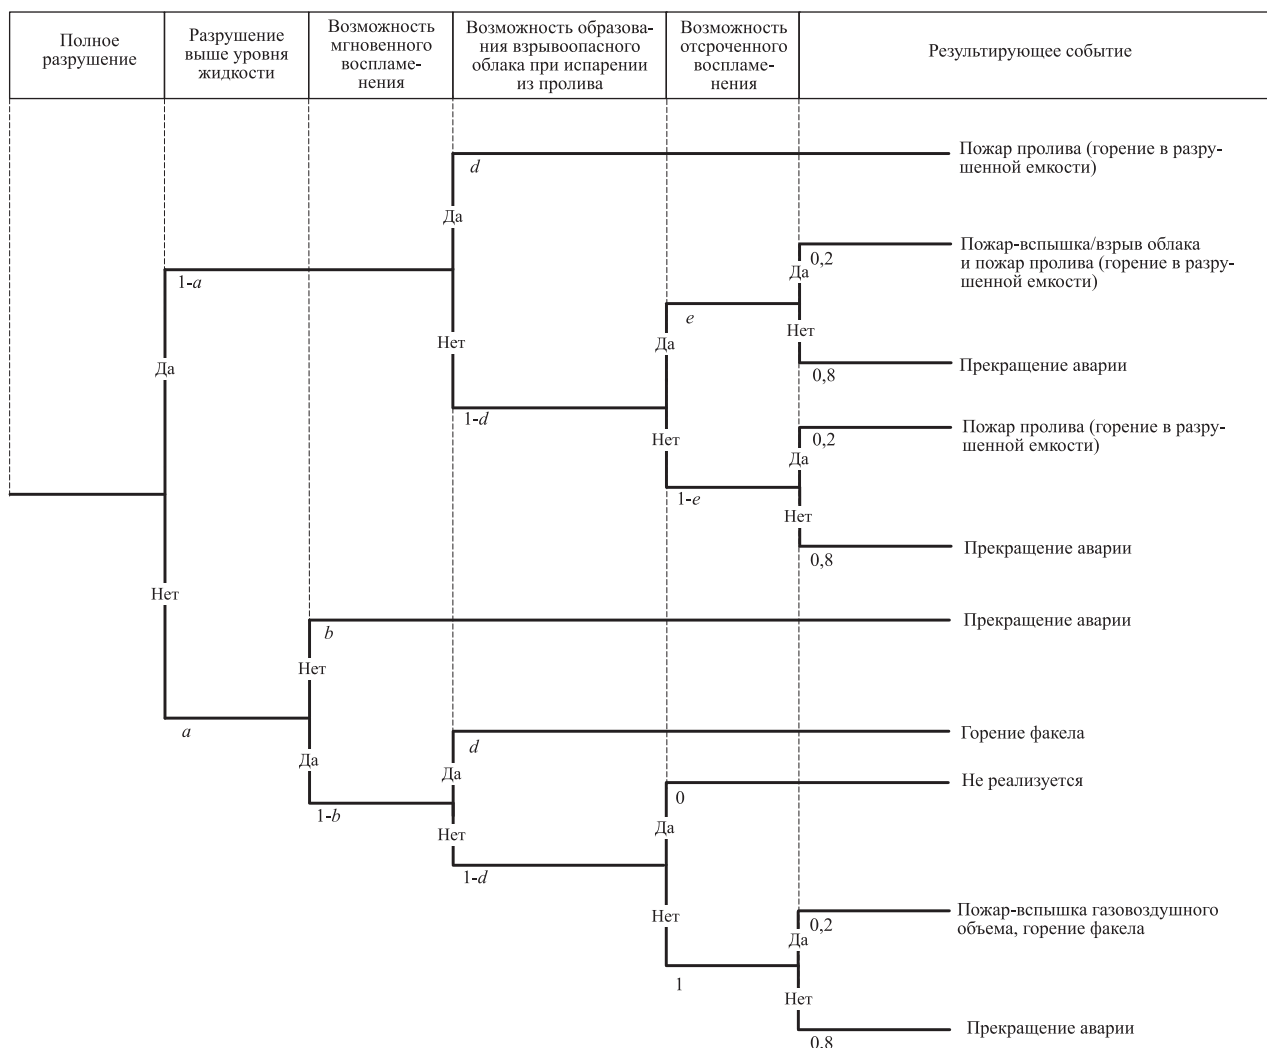 Полное
разрушение
Разрушение
выше уровня
жидкости
Возможность
мгновенного
воспламе-
нения
Возможность образова-
ния взрывоопасного
облака при испарении
из пролива
Возможность
отсроченного
воспламе-
нения
Результирующее событие
d
Пожар пролива (горение в разру-
шенной емкости)
Да
0,2
Пожар-вспышка/взрыв облака
и пожар пролива (горение в разру-
шенной емкости)
Да
1-a
e
Нет
Нет
Да
Да
0,8
Прекращение аварии
1-d
0,2
Пожар пролива (горение в разру-
шенной емкости)
Нет
Да
1-e
Нет
0,8
Прекращение аварии
Нет
b
Прекращение аварии
Нет
a
d
Горение факела
Да
Да
Не реализуется
0
1-b
Нет
Да
1-d
0,2
Пожар-вспышка газовоздушного
объема, горение факела
Нет
Да
1
Нет
0,8
Прекращение аварии